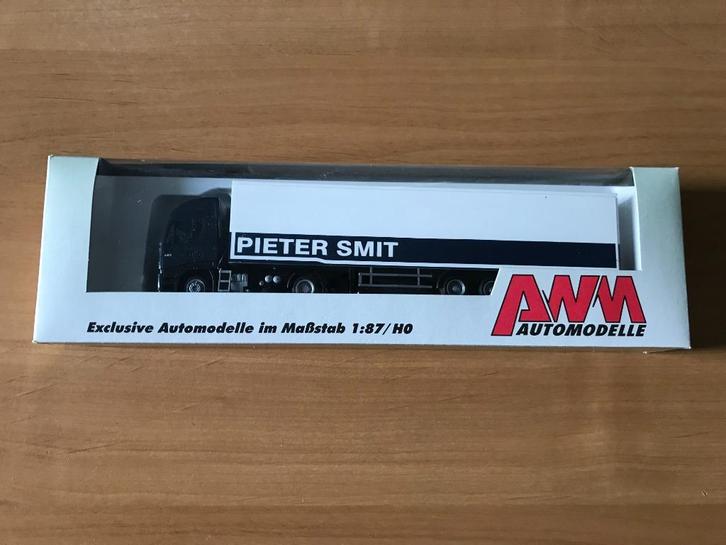 PIETER SMIT
AWM
AUTOMODELLE
Exclusive Automodelle im Maßstab 1:87/H0